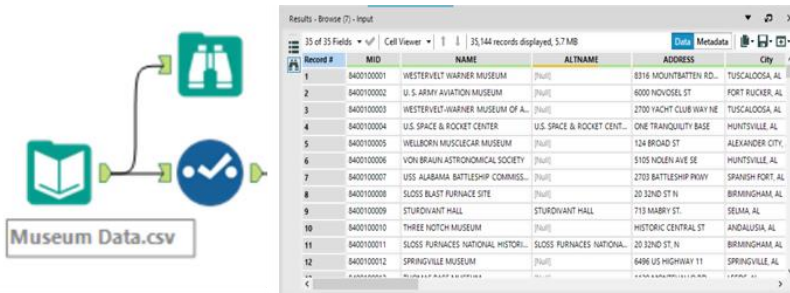 Museum Data.csv
Results - Browse (7) - Input
35 of 35 Fields Cell Viewer 35,144 records displayed, 5.7 MB Data Metadata
Record # MID NAME ALTNAME ADDRESS City
1 8400100001 WESTERVELT WARNER MUSEUM [Null] 8316 MOUNTBATTEN RD... TUSCALOOSA, AL
2 8400100002 U. S. ARMY AVIATION MUSEUM [Null] 6000 NOVOSEL ST FORT RUCKER, AL
3 8400100003 WESTERVELT-WARNER MUSEUM OF A... [Null] 2700 YACHT CLUB WAY NE TUSCALOOSA, AL
4 8400100004 U.S. SPACE & ROCKET CENTER U.S. SPACE & ROCKET CENT... ONE TRANQUILITY BASE HUNTSVILLE, AL
5 8400100005 WELLBORN MUSCLECAR MUSEUM [Null] 124 BROAD ST ALEXANDER CITY,
6 8400100006 VON BRAUN ASTRONOMICAL SOCIETY [Null] 5105 NOLEN AVE SE HUNTSVILLE, AL
7 8400100007 USS ALABAMA BATTLESHIP COMMISS... [Null] 2703 BATTLESHIP PKWY SPANISH FORT, AL
8 8400100008 SLOSS BLAST FURNACE SITE [Null] 20 32ND ST N BIRMINGHAM, AL
9 8400100009 STURDIVANT HALL STURDIVANT HALL 713 MABRY ST. SELMA, AL
10 8400100010 THREE NOTCH MUSEUM [Null] HISTORIC CENTRAL ST ANDALUSIA, AL
11 8400100011 SLOSS FURNACES NATIONAL HISTORI... SLOSS FURNACES NATIONA... 20 32ND ST, N BIRMINGHAM, AL
12 8400100012 SPRINGVILLE MUSEUM [Null] 6496 US HIGHWAY 11 SPRINGVILLE, AL